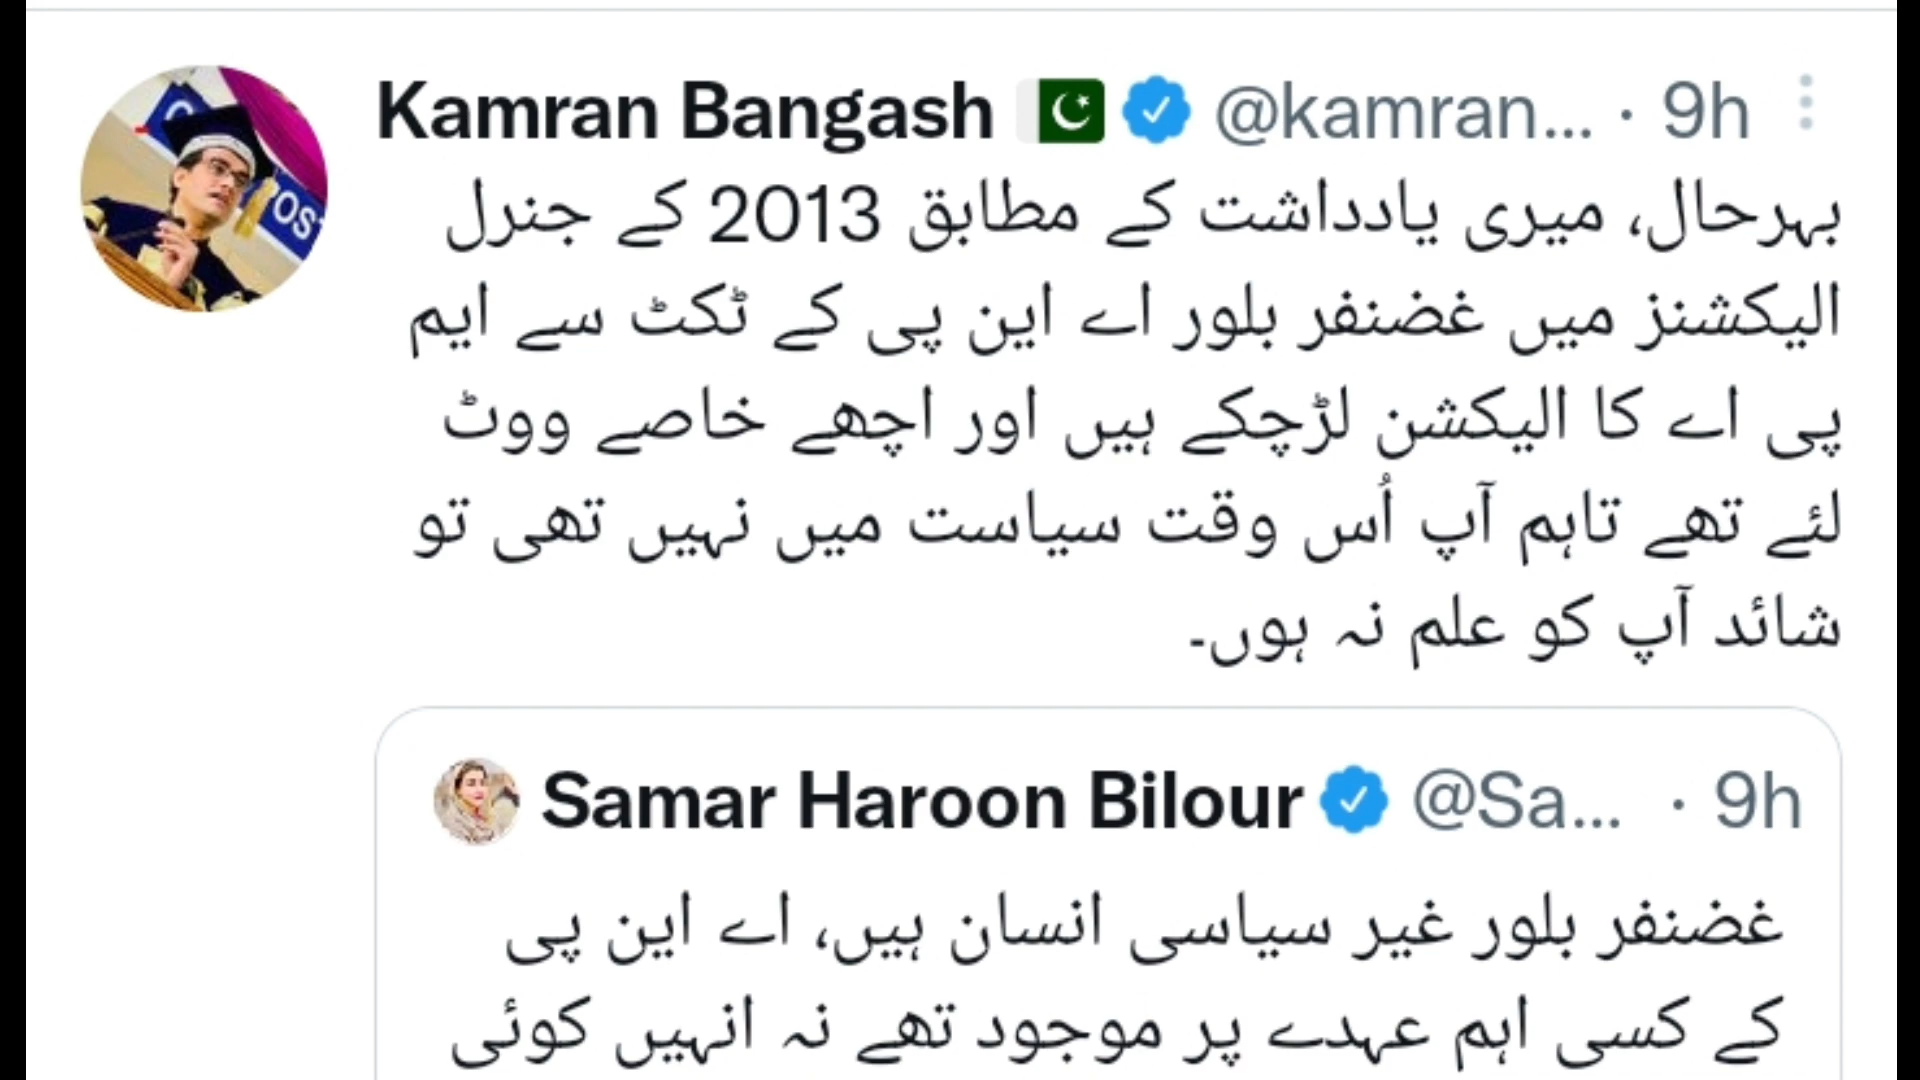 Kamran Bangash @kamran... · 9h
بہرحال، میری یادداشت کے مطابق 2013 کے جنرل
الیکشنز میں غضنفر بلور اے این پی کے ٹکٹ سے ایم
پی اے کا الیکشن لڑچکے ہیں اور اچھے خاصے ووٹ
لئے تھے تاہم آپ اُس وقت سیاست میں نہیں تھی تو
شائد آپ کو علم نہ ہوں۔
Samar Haroon Bilour @Sa... · 9h
غضنفر بلور غیر سیاسی انسان ہیں، اے این پی
کے کسی اہم عہدے پر موجود تھے نہ انہیں کوئی